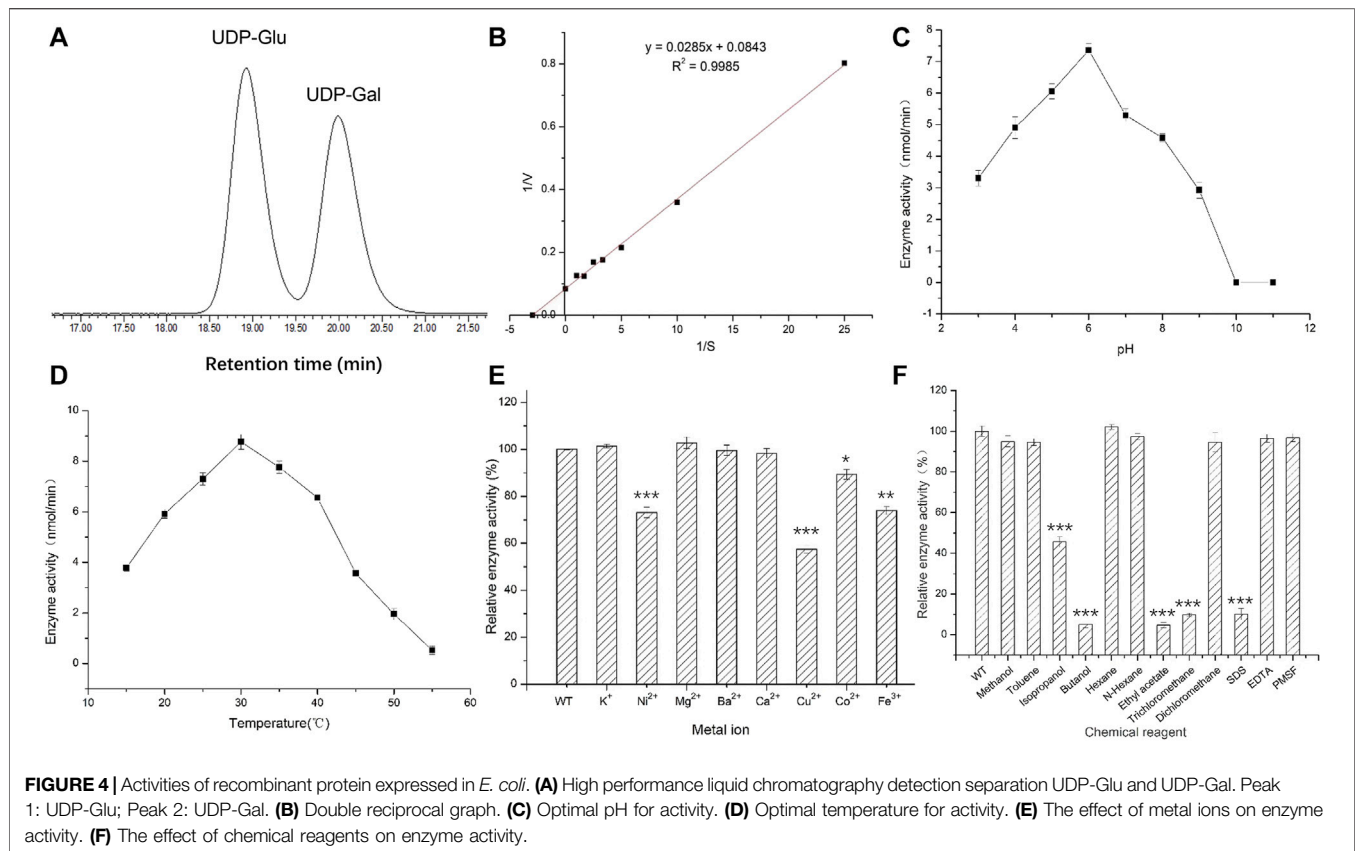 A
UDP-Glu
UDP-Gal
17.00 17.50 18.00 18.50 19.00 19.50 20.00 20.50 21.00 21.50
Retention time (min)
B
y = 0.0285x + 0.0843
R² = 0.9985
0.8
0.6
0.4
0.2
0.0
1/V
-5 0 5 10 15 20 25
1/S
C
8
7
6
5
4
3
2
1
0
-1
Enzyme activity (nmol/min)
2 4 6 8 10 12
pH
D
10
8
6
4
2
0
Enzyme activity (nmol/min)
10 20 30 40 50 60
Temperature(℃)
E
120
100
80
60
40
20
0
Relative enzyme activity (%)
***
***
*
**
WT K⁺ Ni²⁺ Mg²⁺ Ba²⁺ Ca²⁺ Cu²⁺ Co²⁺ Fe³⁺
Metal ion
F
120
100
80
60
40
20
0
Relative enzyme activity (%)
***
***
***
***
***
WT
Methanol
Toluene
Isopropanol
Butanol
Hexane
N-Hexane
Ethyl acetate
Trichloromethane
Dichloromethane
SDS
EDTA
PMSF
Chemical reagent
FIGURE 4 | Activities of recombinant protein expressed in E. coli. (A) High performance liquid chromatography detection separation UDP-Glu and UDP-Gal. Peak
1: UDP-Glu; Peak 2: UDP-Gal. (B) Double reciprocal graph. (C) Optimal pH for activity. (D) Optimal temperature for activity. (E) The effect of metal ions on enzyme
activity. (F) The effect of chemical reagents on enzyme activity.